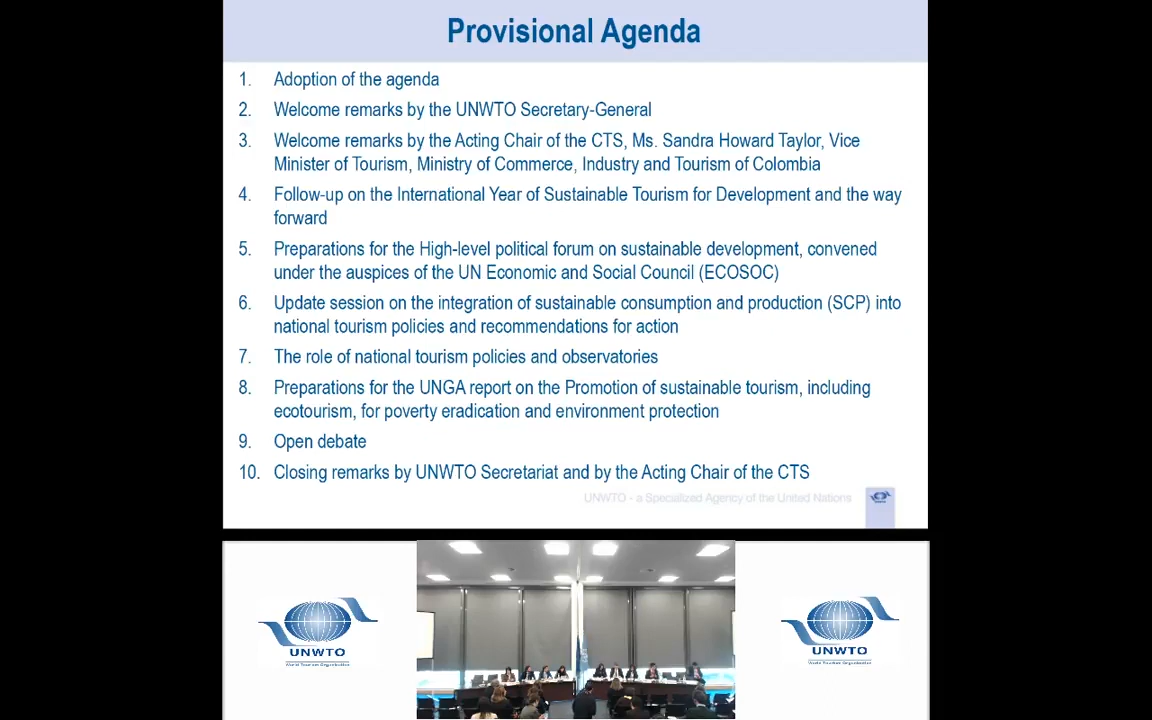 Provisional Agenda
1. Adoption of the agenda
2. Welcome remarks by the UNWTO Secretary-General
3. Welcome remarks by the Acting Chair of the CTS, Ms. Sandra Howard Taylor, Vice
Minister of Tourism, Ministry of Commerce, Industry and Tourism of Colombia
4. Follow-up on the International Year of Sustainable Tourism for Development and the way
forward
5. Preparations for the High-level political forum on sustainable development, convened
under the auspices of the UN Economic and Social Council (ECOSOC)
6. Update session on the integration of sustainable consumption and production (SCP) into
national tourism policies and recommendations for action
7. The role of national tourism policies and observatories
8. Preparations for the UNGA report on the Promotion of sustainable tourism, including
ecotourism, for poverty eradication and environment protection
9. Open debate
10. Closing remarks by UNWTO Secretariat and by the Acting Chair of the CTS
UNWTO - a Specialized Agency of the United Nations
UNWTO
World Tourism Organization
UNWTO
World Tourism Organization